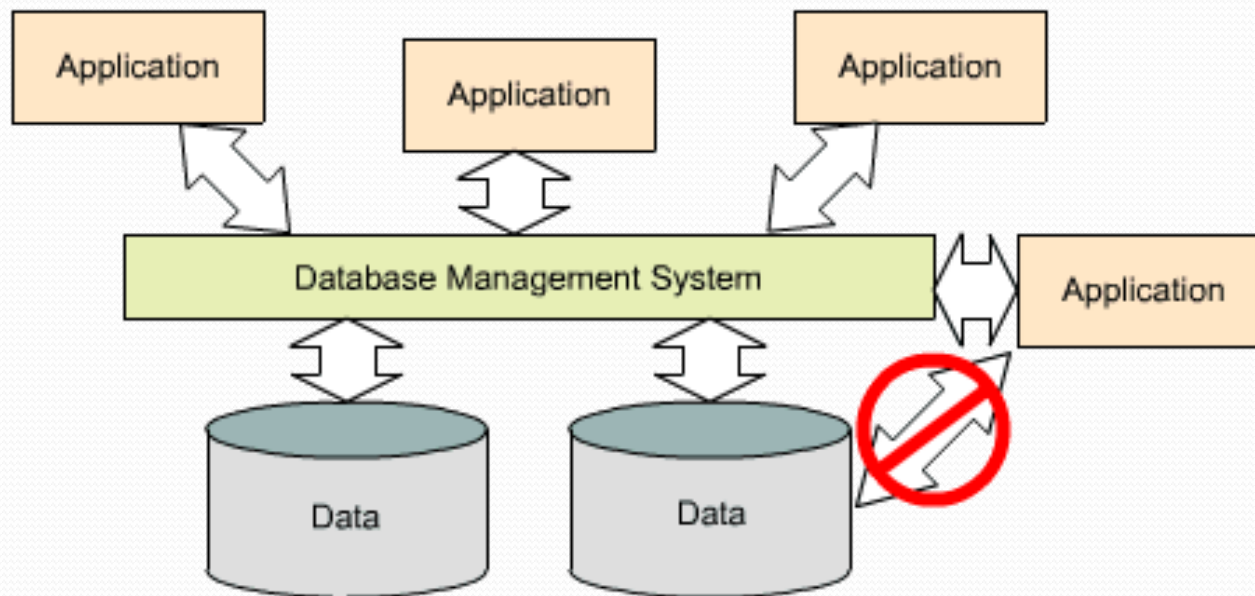 Application
Application
Application
Database Management System
Application
Data
Data